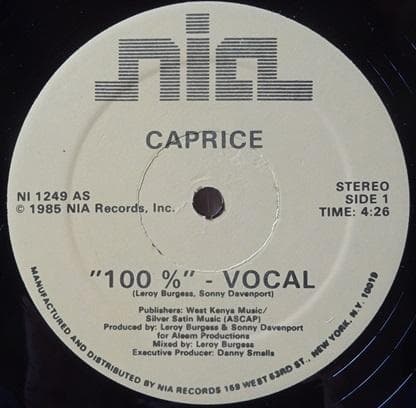 nia
CAPRICE
NI 1249 AS
© 1985 NIA Records, Inc.
STEREO
SIDE 1
TIME: 4:26
"100 %" - VOCAL
(Leroy Burgess, Sonny Davenport)
Publishers: West Kenya Music/
Silver Satin Music (ASCAP)
Produced by: Leroy Burgess & Sonny Davenport
for Aleem Productions
Mixed by: Leroy Burgess
Executive Producer: Danny Smalls
MANUFACTURED AND DISTRIBUTED BY NIA RECORDS 159 WEST 53RD ST., NEW YORK, N.Y. 10019